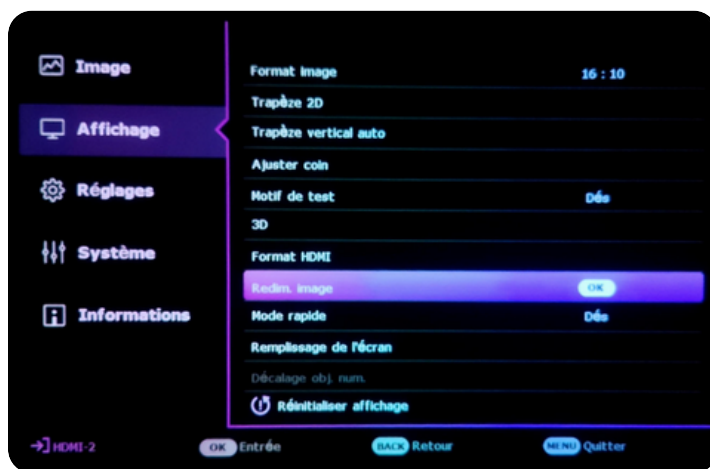 Image
Affichage
Réglages
Système
Informations
Format image 16 : 10
Trapèze 2D
Trapèze vertical auto
Ajuster coin
Motif de test Dés
3D
Format HDMI
Redim. image OK
Mode rapide Dés
Remplissage de l'écran
Décalage obj. num.
Réinitialiser affichage
HDMI-2 OK Entrée BACK Retour MENU Quitter